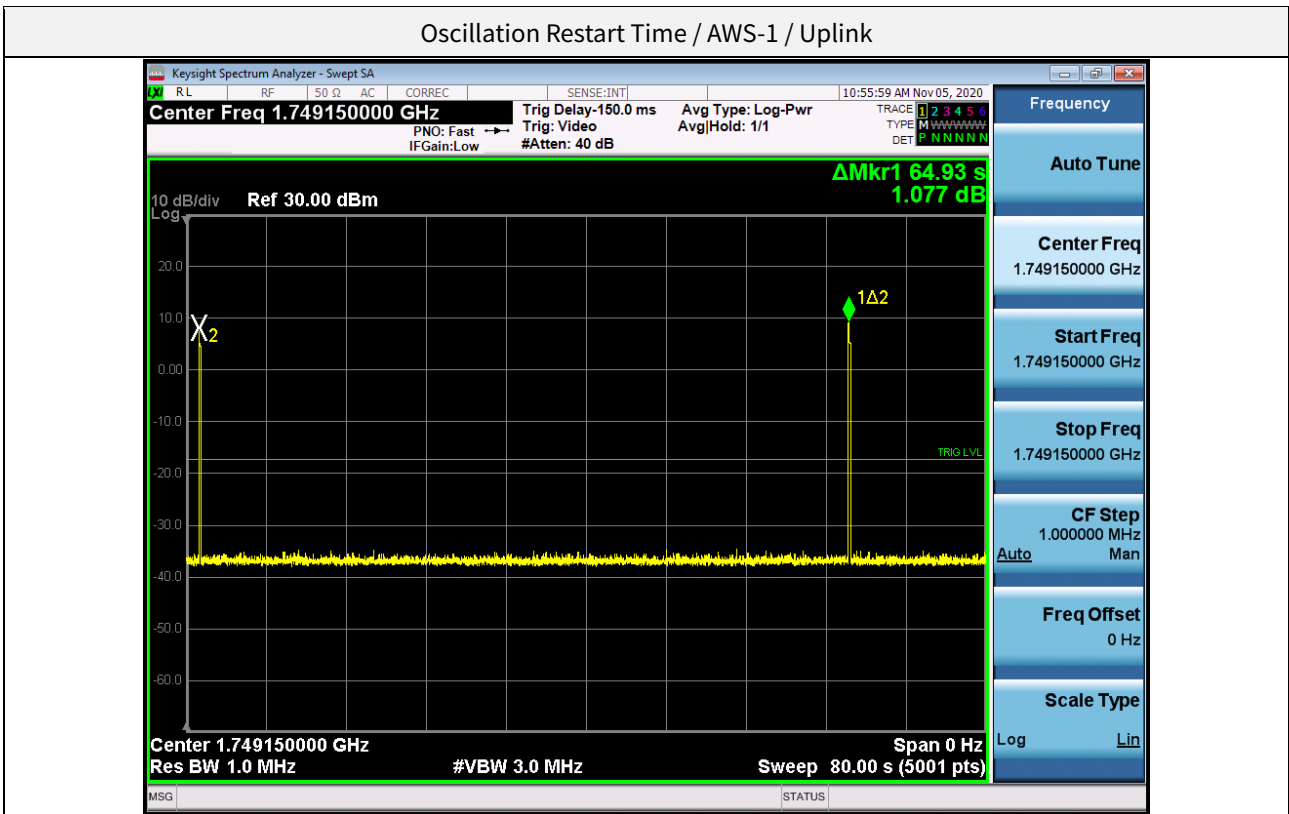 Oscillation Restart Time / AWS-1 / Uplink
Keysight Spectrum Analyzer - Swept SA
LXI RL RF 50 Ω AC CORREC SENSE:INT 10:55:59 AM Nov 05, 2020
Center Freq 1.749150000 GHz
PNO: Fast
IFGain:Low
Trig Delay-150.0 ms
Trig: Video
#Atten: 40 dB
Avg Type: Log-Pwr
Avg|Hold: 1/1
TRACE 1 2 3 4 5 6
TYPE M WWWWW
DET P N N N N N
ΔMkr1 64.93 s
1.077 dB
10 dB/div Ref 30.00 dBm
Log
20.0
10.0
0.00
-10.0
-20.0
-30.0
-40.0
-50.0
-60.0
X2
1Δ2
TRIG LVL
Center 1.749150000 GHz Span 0 Hz
Res BW 1.0 MHz #VBW 3.0 MHz Sweep 80.00 s (5001 pts)
MSG STATUS
Frequency
Auto Tune
Center Freq
1.749150000 GHz
Start Freq
1.749150000 GHz
Stop Freq
1.749150000 GHz
CF Step
1.000000 MHz
Auto Man
Freq Offset
0 Hz
Scale Type
Log Lin